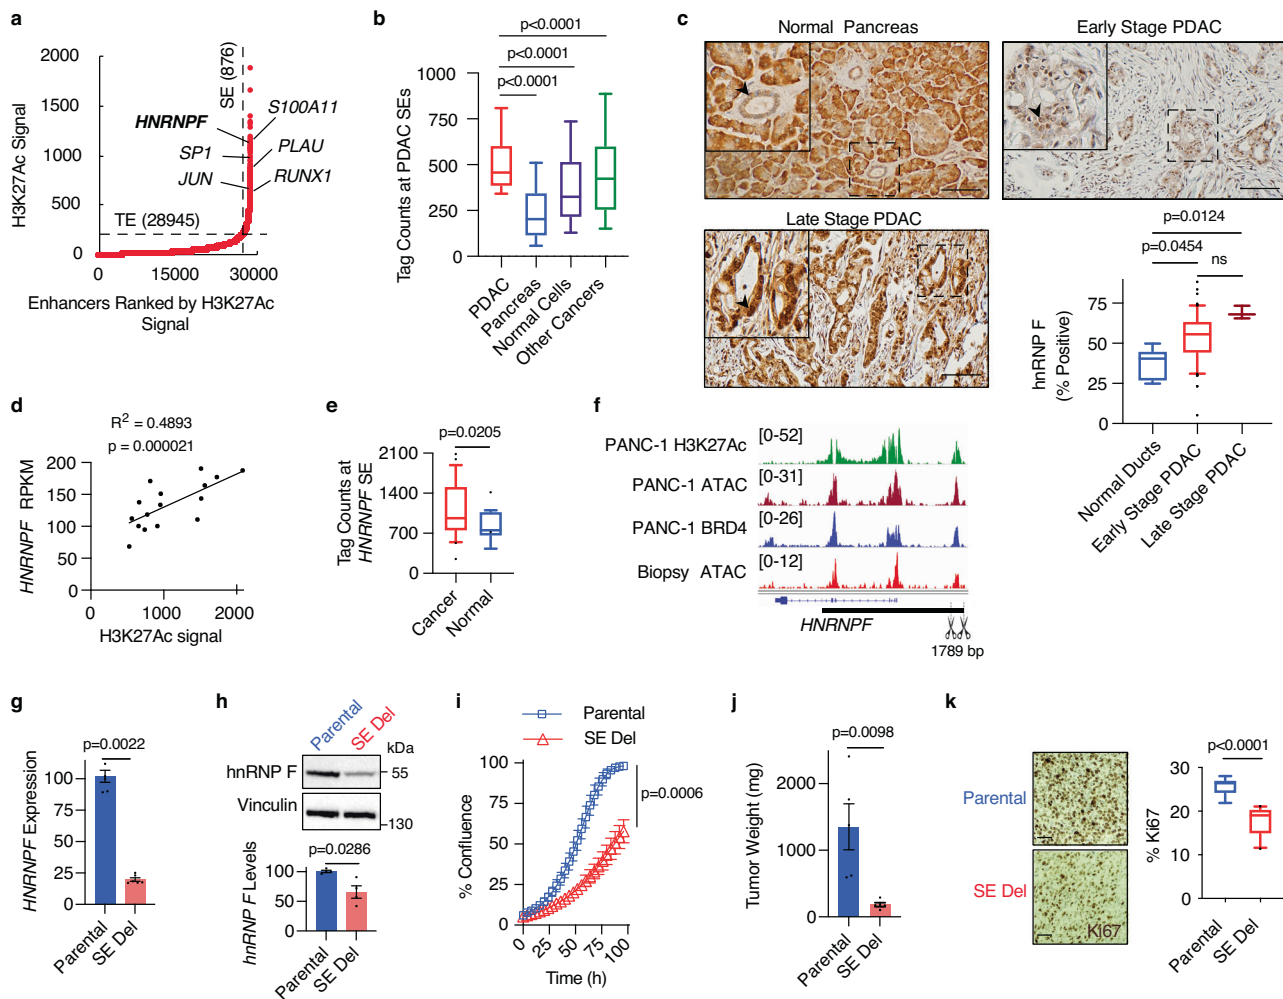 a
2000
1500
1000
500
0
H3K27Ac Signal
SE (876)
HNRNPF
S100A11
SP1
PLAU
JUN
RUNX1
TE (28945)
0
15000
30000
Enhancers Ranked by H3K27Ac
Signal
b
p<0.0001
p<0.0001
p<0.0001
1000
750
500
250
0
Tag Counts at PDAC SEs
PDAC
Pancreas
Normal Cells
Other Cancers
c
Normal Pancreas
Early Stage PDAC
Late Stage PDAC
p=0.0124
p=0.0454
ns
75
50
25
0
hnRNP F
(% Positive)
Normal Ducts
Early Stage PDAC
Late Stage PDAC
d
R2 = 0.4893
p = 0.000021
200
150
100
50
0
HNRNPF RPKM
0
1000
2000
H3K27Ac signal
e
p=0.0205
2100
1400
700
0
Tag Counts at
HNRNPF SE
Cancer
Normal
f
PANC-1 H3K27Ac
[0-52]
PANC-1 ATAC
[0-31]
PANC-1 BRD4
[0-26]
Biopsy ATAC
[0-12]
HNRNPF
1789 bp
g
p=0.0022
100
75
50
25
0
HNRNPF Expression
Parental
SE Del
h
Parental
SE Del
kDa
hnRNP F
55
Vinculin
130
p=0.0286
100
50
0
hnRNP F Levels
Parental
SE Del
i
Parental
SE Del
100
75
50
25
0
% Confluence
p=0.0006
0
25
50
75
100
Time (h)
j
p=0.0098
2000
1000
0
Tumor Weight (mg)
Parental
SE Del
k
Parental
SE Del
Ki67
p<0.0001
30
20
10
0
% Ki67
Parental
SE Del